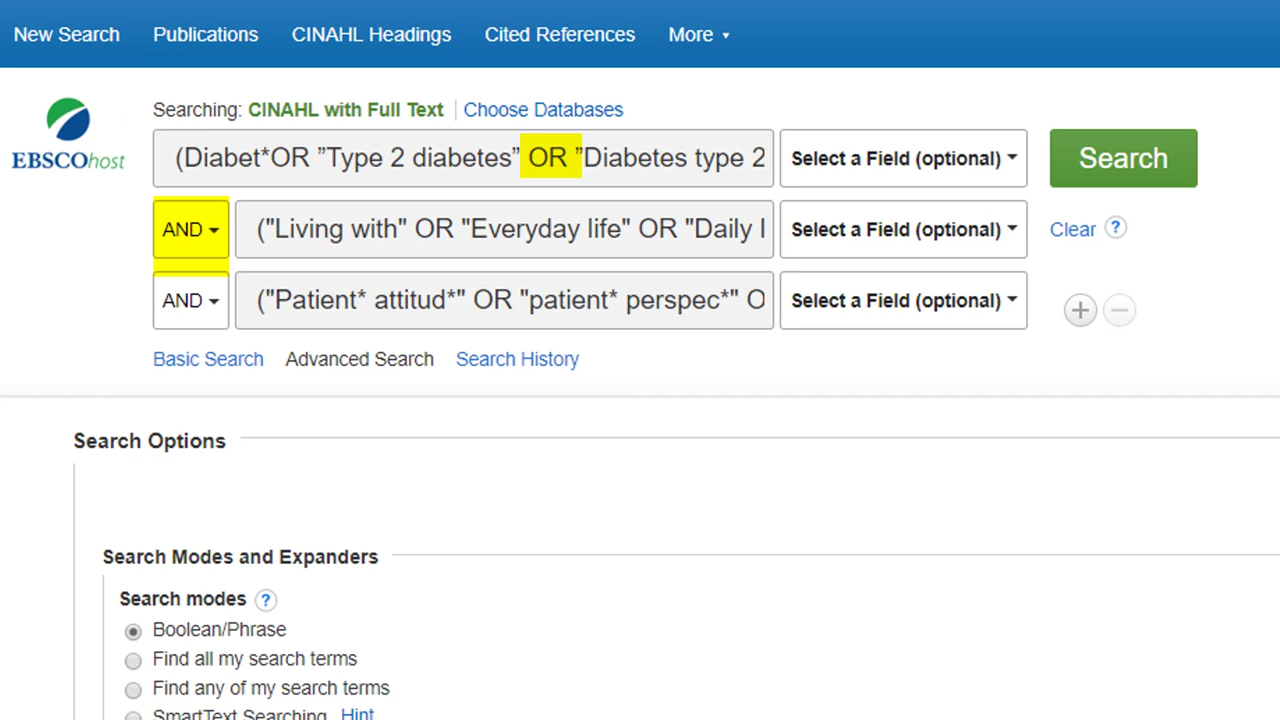 New Search Publications CINAHL Headings Cited References More
Searching: CINAHL with Full Text Choose Databases
EBSCOhost
(Diabet*OR ”Type 2 diabetes” OR ”Diabetes type 2 Select a Field (optional) Search
AND ("Living with" OR "Everyday life" OR "Daily l Select a Field (optional) Clear ?
AND ("Patient* attitud*" OR "patient* perspec*" O Select a Field (optional)
Basic Search Advanced Search Search History
Search Options
Search Modes and Expanders
Search modes ?
Boolean/Phrase
Find all my search terms
Find any of my search terms
SmartText Searching Hint